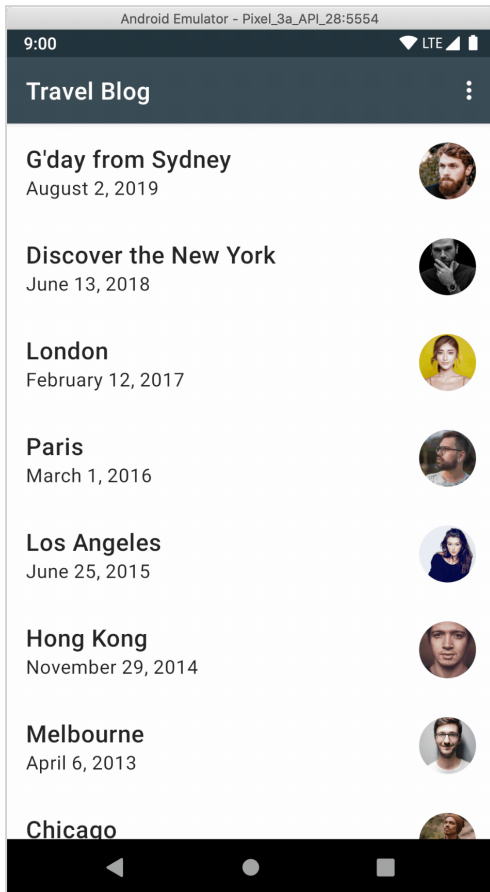 Android Emulator - Pixel_3a_API_28:5554
9:00 LTE
Travel Blog
G'day from Sydney
August 2, 2019
Discover the New York
June 13, 2018
London
February 12, 2017
Paris
March 1, 2016
Los Angeles
June 25, 2015
Hong Kong
November 29, 2014
Melbourne
April 6, 2013
Chicago